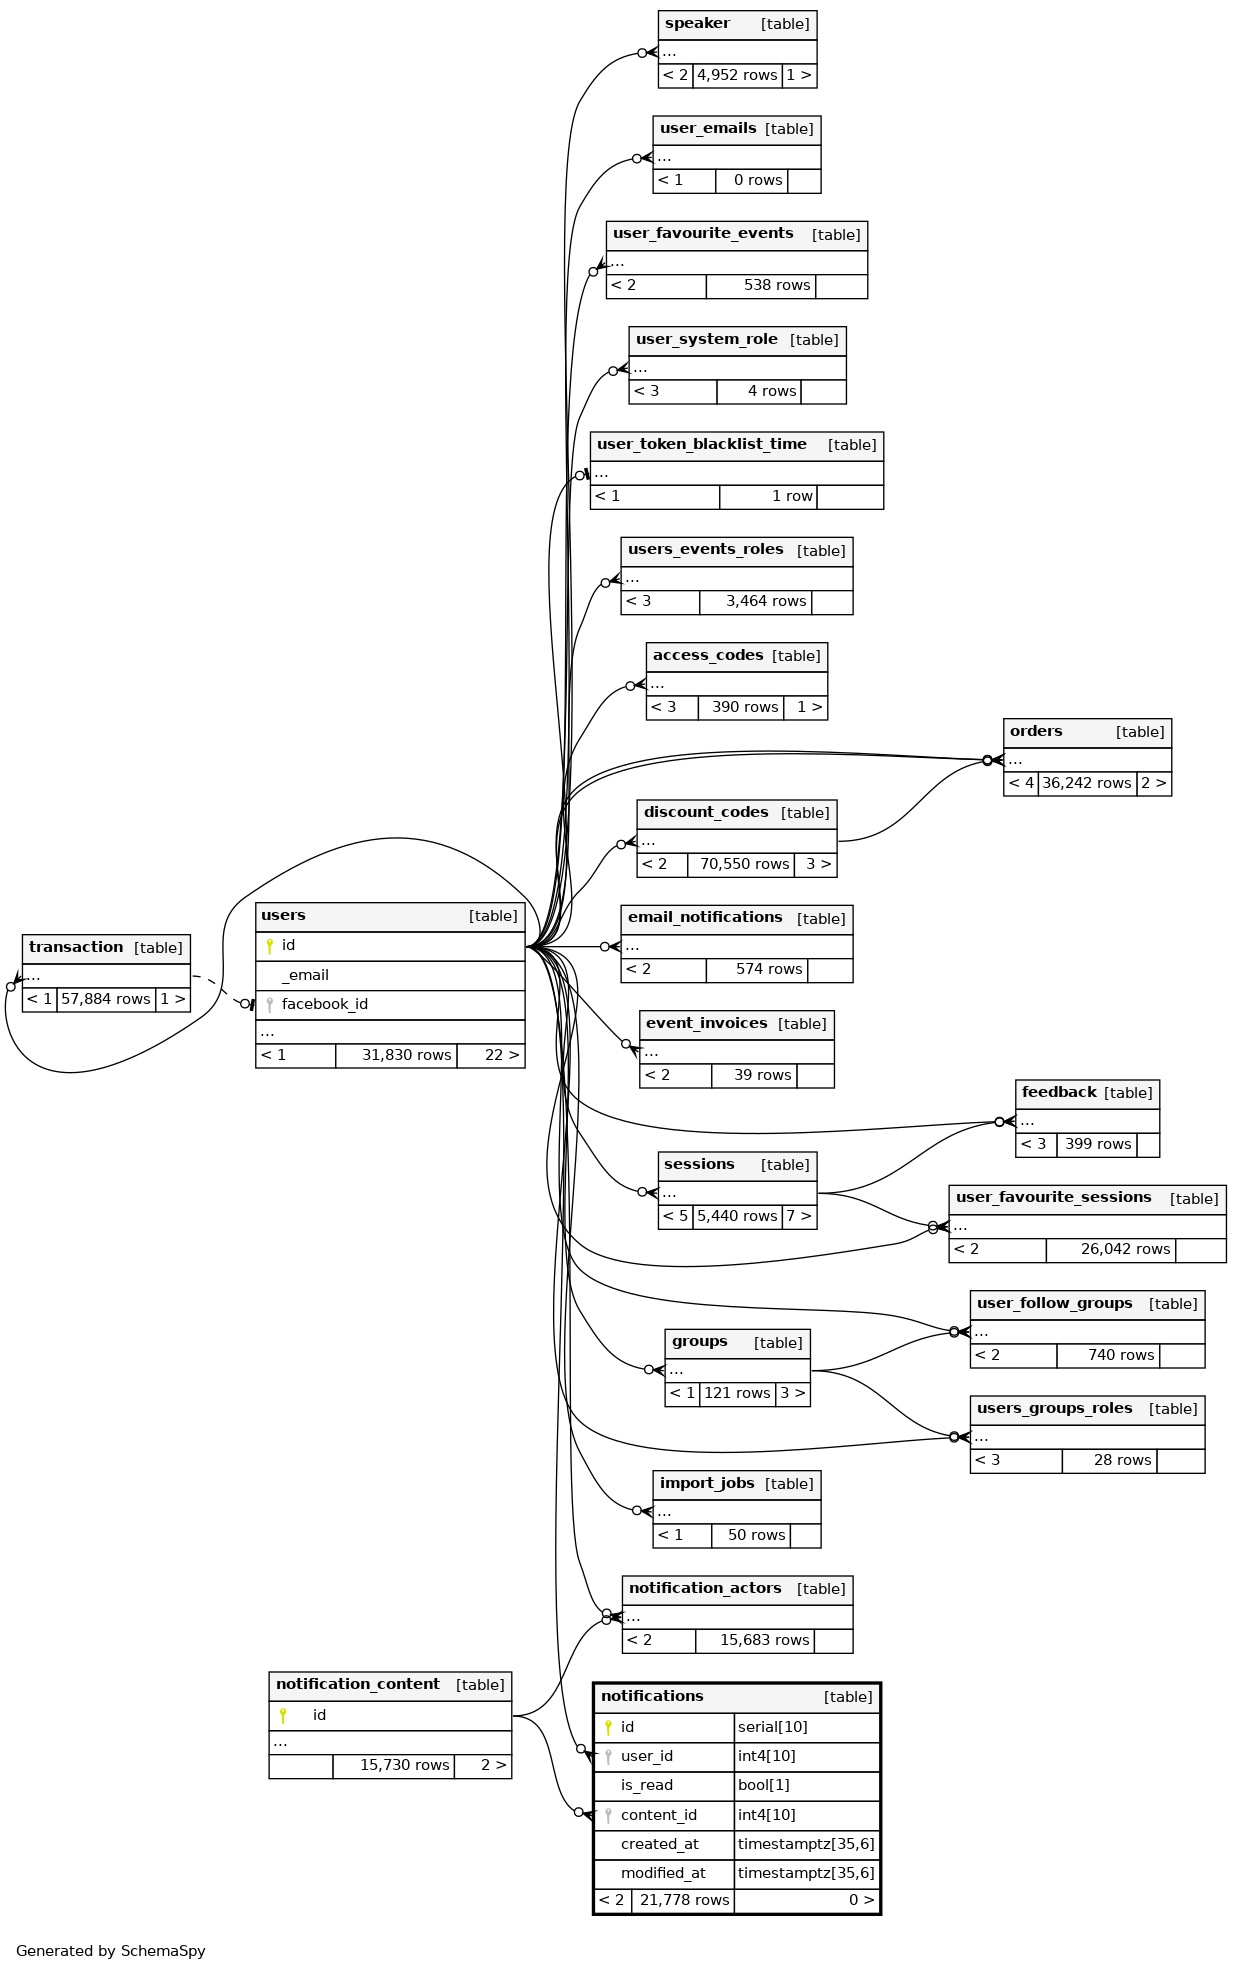 speaker [table]
...
< 2 4,952 rows 1 >
user_emails [table]
...
< 1 0 rows
user_favourite_events [table]
...
< 2 538 rows
user_system_role [table]
...
< 3 4 rows
user_token_blacklist_time [table]
...
< 1 1 row
users_events_roles [table]
...
< 3 3,464 rows
access_codes [table]
...
< 3 390 rows 1 >
orders [table]
...
< 4 36,242 rows 2 >
discount_codes [table]
...
< 2 70,550 rows 3 >
users [table]
id
_email
facebook_id
...
< 1 31,830 rows 22 >
transaction [table]
...
< 1 57,884 rows 1 >
email_notifications [table]
...
< 2 574 rows
event_invoices [table]
...
< 2 39 rows
feedback [table]
...
< 3 399 rows
sessions [table]
...
< 5 5,440 rows 7 >
user_favourite_sessions [table]
...
< 2 26,042 rows
user_follow_groups [table]
...
< 2 740 rows
groups [table]
...
< 1 121 rows 3 >
users_groups_roles [table]
...
< 3 28 rows
import_jobs [table]
...
< 1 50 rows
notification_actors [table]
...
< 2 15,683 rows
notification_content [table]
id
...
15,730 rows 2 >
notifications [table]
id serial[10]
user_id int4[10]
is_read bool[1]
content_id int4[10]
created_at timestamptz[35,6]
modified_at timestamptz[35,6]
< 2 21,778 rows 0 >
Generated by SchemaSpy